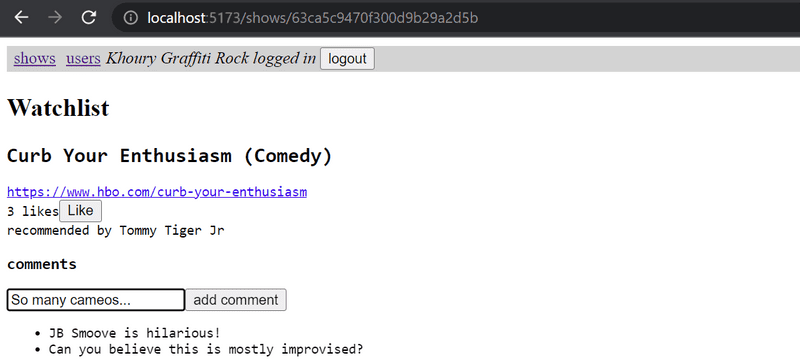 localhost:5173/shows/63ca5c9470f300d9b29a2d5b
shows users Khoury Graffiti Rock logged in logout
Watchlist
Curb Your Enthusiasm (Comedy)
https://www.hbo.com/curb-your-enthusiasm
3 likes Like
recommended by Tommy Tiger Jr
comments
So many cameos... add comment
JB Smoove is hilarious!
Can you believe this is mostly improvised?